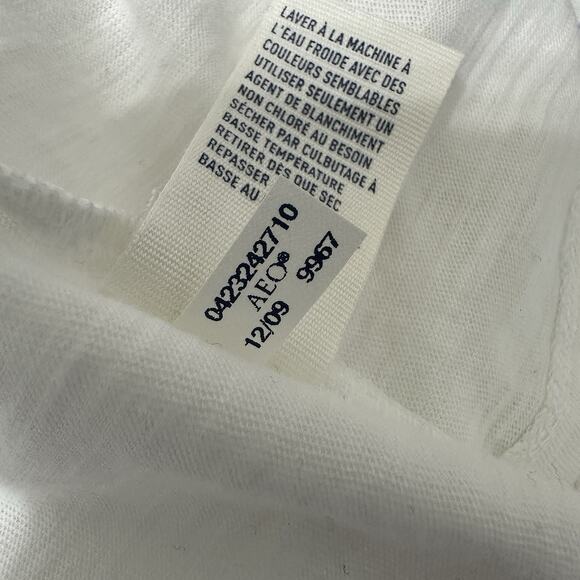 LAVER À LA MACHINE À
L'EAU FROIDE AVEC DES
COULEURS SEMBLABLES
UTILISER SEULEMENT UN
AGENT DE BLANCHIMENT
NON CHLORÉ AU BESOIN
SÉCHER PAR CULBUTAGE À
BASSE TEMPÉRATURE
RETIRER DÈS QUE SEC
REPASSER
BASSE AU
0423242710
AEO® 9967
12/09